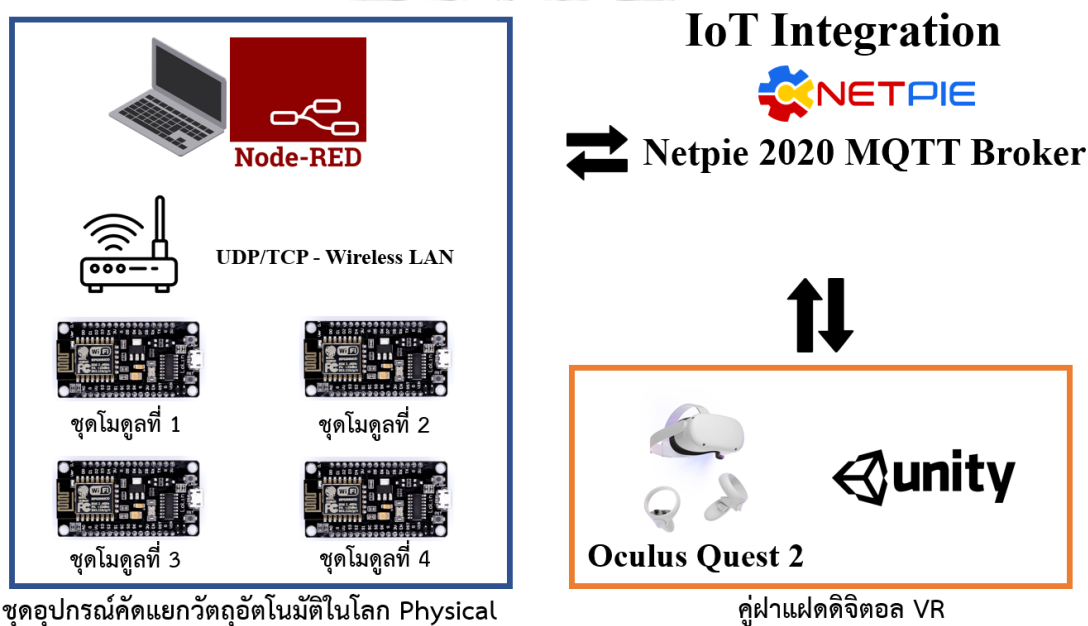 IoT Integration
NETPIE
Netpie 2020 MQTT Broker
Node-RED
UDP/TCP - Wireless LAN
ชุดโมดูลที่ 1
ชุดโมดูลที่ 2
ชุดโมดูลที่ 3
ชุดโมดูลที่ 4
ชุดอุปกรณ์คัดแยกวัตถุอัตโนมัติในโลก Physical
unity
Oculus Quest 2
คู่ฝาแฝดดิจิตอล VR